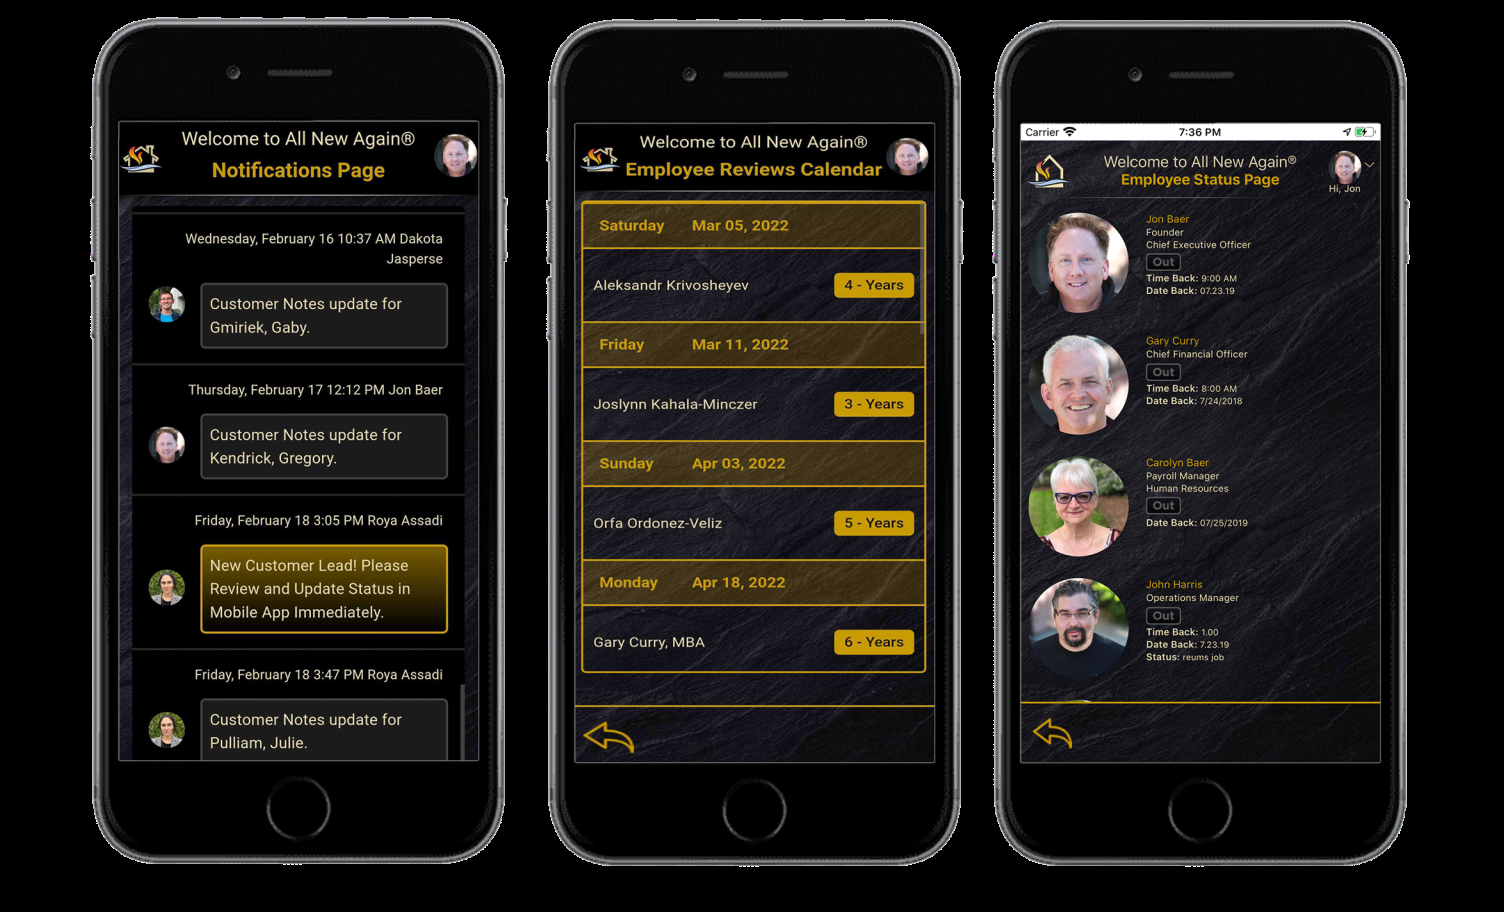 Welcome to All New Again®
Notifications Page
Wednesday, February 16 10:37 AM Dakota
Jasperse
Customer Notes update for
Gmiriek, Gaby.
Thursday, February 17 12:12 PM Jon Baer
Customer Notes update for
Kendrick, Gregory.
Friday, February 18 3:05 PM Roya Assadi
New Customer Lead! Please
Review and Update Status in
Mobile App Immediately.
Friday, February 18 3:47 PM Roya Assadi
Customer Notes update for
Pulliam, Julie.
Welcome to All New Again®
Employee Reviews Calendar
Saturday Mar 05, 2022
Aleksandr Krivosheyev 4 - Years
Friday Mar 11, 2022
Joslynn Kahala-Minczer 3 - Years
Sunday Apr 03, 2022
Orfa Ordonez-Veliz 5 - Years
Monday Apr 18, 2022
Gary Curry, MBA 6 - Years
Carrier 7:36 PM
Welcome to All New Again®
Employee Status Page
Hi, Jon
Jon Baer
Founder
Chief Executive Officer
Out
Time Back: 9:00 AM
Date Back: 07.23.19
Gary Curry
Chief Financial Officer
Out
Time Back: 8:00 AM
Date Back: 7/24/2018
Carolyn Baer
Payroll Manager
Human Resources
Out
Date Back: 07/25/2019
John Harris
Operations Manager
Out
Time Back: 1.00
Date Back: 7.23.19
Status: reums job